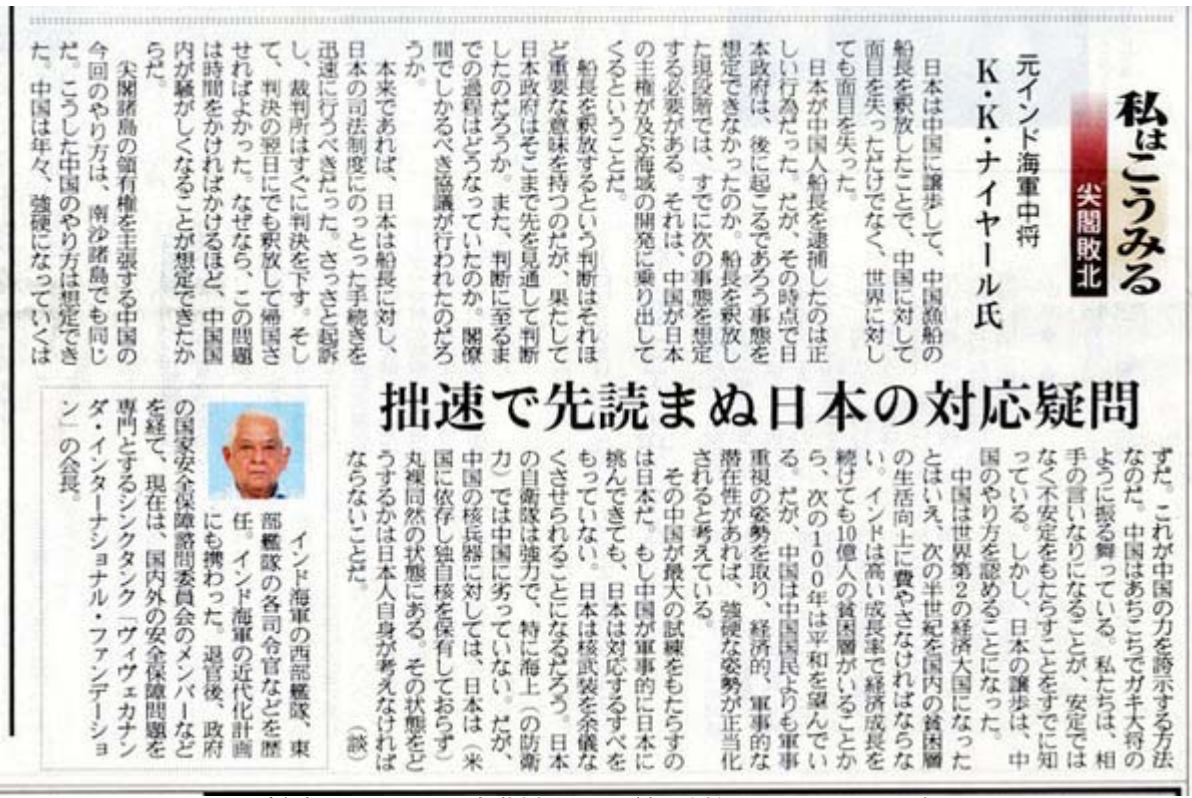 私はこうみる
尖閣敗北
元インド海軍中将
K・K・ナイヤール氏
日本は中国に譲歩して、中国漁船の
船長を釈放したことで、中国に対して
面目を失っただけでなく、世界に対し
ても面目を失った。
日本が中国人船長を逮捕したのは正
しい行為だった。だが、その時点で日
本政府は、後に起こるであろう事態を
想定できなかったのか。船長を釈放し
た現段階では、すでに次の事態を想定
する必要がある。それは、中国が日本
の主権が及ぶ海域の開発に乗り出して
くるということだ。
船長を釈放するという判断はそれほ
ど重要な意味を持つのだが、果たして
日本政府はそこまで先を見通して判断
したのだろうか。また、判断に至るま
での過程はどうなっていたのか。閣僚
間でしかるべき協議が行われたのだろ
うか。
本来であれば、日本は船長に対し、
日本の司法制度にのっとった手続きを
迅速に行うべきだった。さっさと起訴
し、裁判所はすぐに判決を下す。そし
て、判決の翌日にでも釈放して帰国さ
せればよかった。なぜなら、この問題
は時間をかければかけるほど、中国国
内が騒がしくなることが想定できたか
らだ。
尖閣諸島の領有権を主張する中国の
今回のやり方は、南沙諸島でも同じ
だ。こうした中国のやり方は想定でき
た。中国は年々、強硬になっていくは
拙速で先読まぬ日本の対応疑問
ずだ。これが中国の力を誇示する方法
なのだ。中国はあちこちでガキ大将の
ように振る舞っている。私たちは、相
手の言いなりになることが、安定では
なく不安定をもたらすことをすでに知
っている。しかし、日本の譲歩は、中
国のやり方を認めることになった。
中国は世界第2の経済大国になった
とはいえ、次の半世紀を国内の貧困層
の生活向上に費やさなければならな
い。インドは高い成長率で経済成長を
続けても10億人の貧困層がいることか
ら、次の100年は平和を望んでい
る。だが、中国は中国国民よりも軍事
重視の姿勢を取り、経済的、軍事的な
潜在性があれば、強硬な姿勢が正当化
されると考えている。
その中国が最大の試練をもたらすの
は日本だ。もし中国が軍事的に日本に
挑んできても、日本は対応するすべを
もっていない。日本は核武装を余儀な
くさせられることになるだろう。日本
の自衛隊は強力で、特に海上（の防衛
力）では中国に劣っていない。だが、
中国の核兵器に対しては、日本は（米
国に依存し独自核を保有しておらず）
丸裸同然の状態にある。その状態をど
うするかは日本人自身が考えなければ
ならないことだ。
（談）
インド海軍の西部艦隊、東
部艦隊の各司令官などを歴
任。インド海軍の近代化計画
にも携わった。退官後、政府
の国家安全保障諮問委員会のメンバーなど
を経て、現在は、国内外の安全保障問題を
専門とするシンクタンク「ヴィヴェカナン
ダ・インターナショナル・ファンデーショ
ン」の会長。